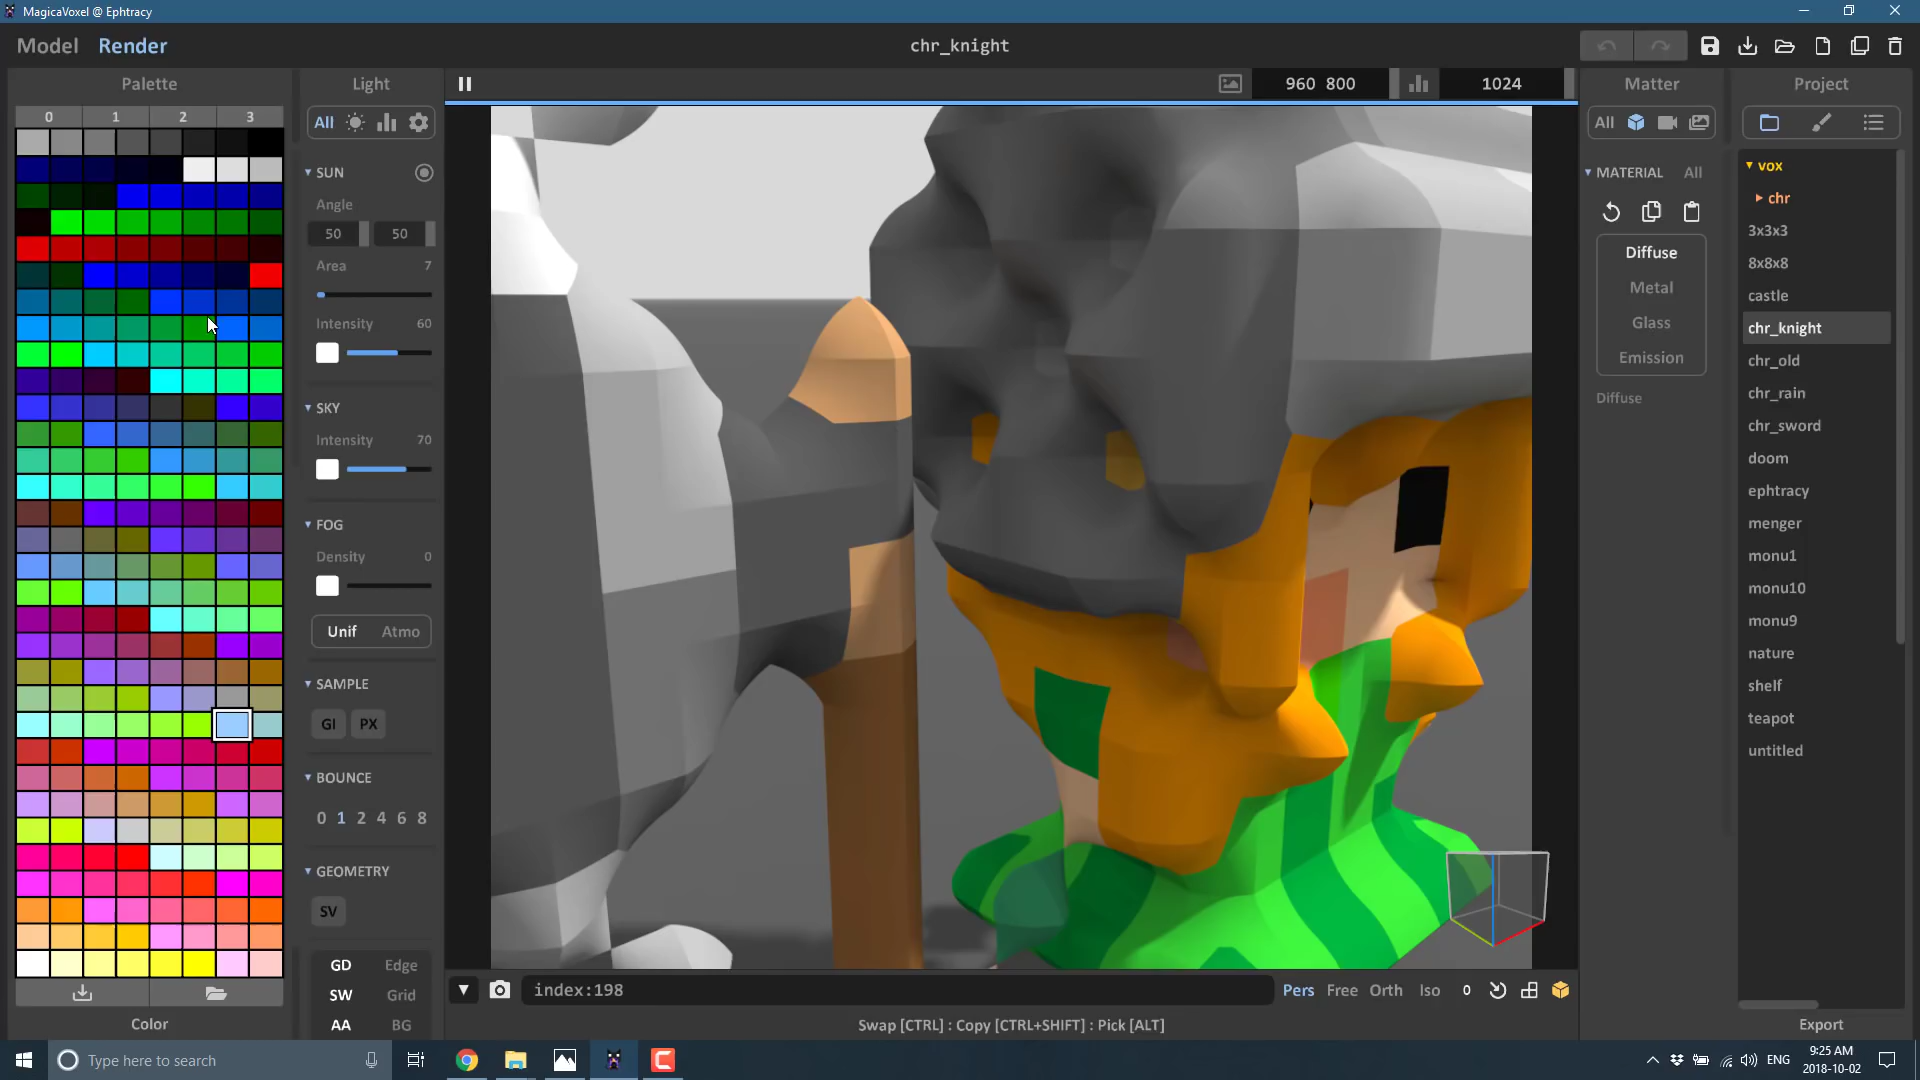 MagicaVoxel @ Ephtracy
Model Render
chr_knight
Palette
0 1 2 3
Color
Light
All
SUN
Angle
50 50
Area 7
Intensity 60
SKY
Intensity 70
FOG
Density 0
Unif Atmo
SAMPLE
GI PX
BOUNCE
0 1 2 4 6 8
GEOMETRY
SV
GD Edge
SW Grid
AA BG
960 800
1024
index:198
Pers Free Orth Iso 0
Swap [CTRL] : Copy [CTRL+SHIFT] : Pick [ALT]
Matter
All
MATERIAL All
Diffuse
Metal
Glass
Emission
Diffuse
Project
vox
chr
3x3x3
8x8x8
castle
chr_knight
chr_old
chr_rain
chr_sword
doom
ephtracy
menger
monu1
monu10
monu9
nature
shelf
teapot
untitled
Export
Type here to search
ENG
9:25 AM
2018-10-02